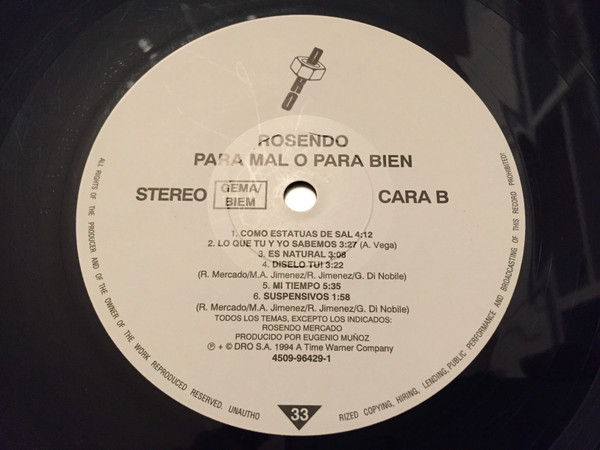 DRO
ROSENDO
PARA MAL O PARA BIEN
STEREO GEMA/ CARA B
BIEM
1. COMO ESTATUAS DE SAL 4:12
2. LO QUE TU Y YO SABEMOS 3:27 (A. Vega)
3. ES NATURAL 3:06
4. DISELO TU! 3:22
(R. Mercado/M.A. Jimenez/R. Jimenez/G. Di Nobile)
5. MI TIEMPO 5:35
6. SUSPENSIVOS 1:58
(R. Mercado/M.A. Jimenez/R. Jimenez/G. Di Nobile)
TODOS LOS TEMAS, EXCEPTO LOS INDICADOS:
ROSENDO MERCADO
PRODUCIDO POR EUGENIO MUÑOZ
℗ + © DRO S.A. 1994 A Time Warner Company
4509-96429-1
33
ALL RIGHTS OF THE PRODUCER AND OF THE OWNER OF THE WORK REPRODUCED RESERVED. UNAUTHO
RIZED COPYING, HIRING, LENDING, PUBLIC PERFORMANCE AND BROADCASTING OF THIS RECORD PROHIBITED!